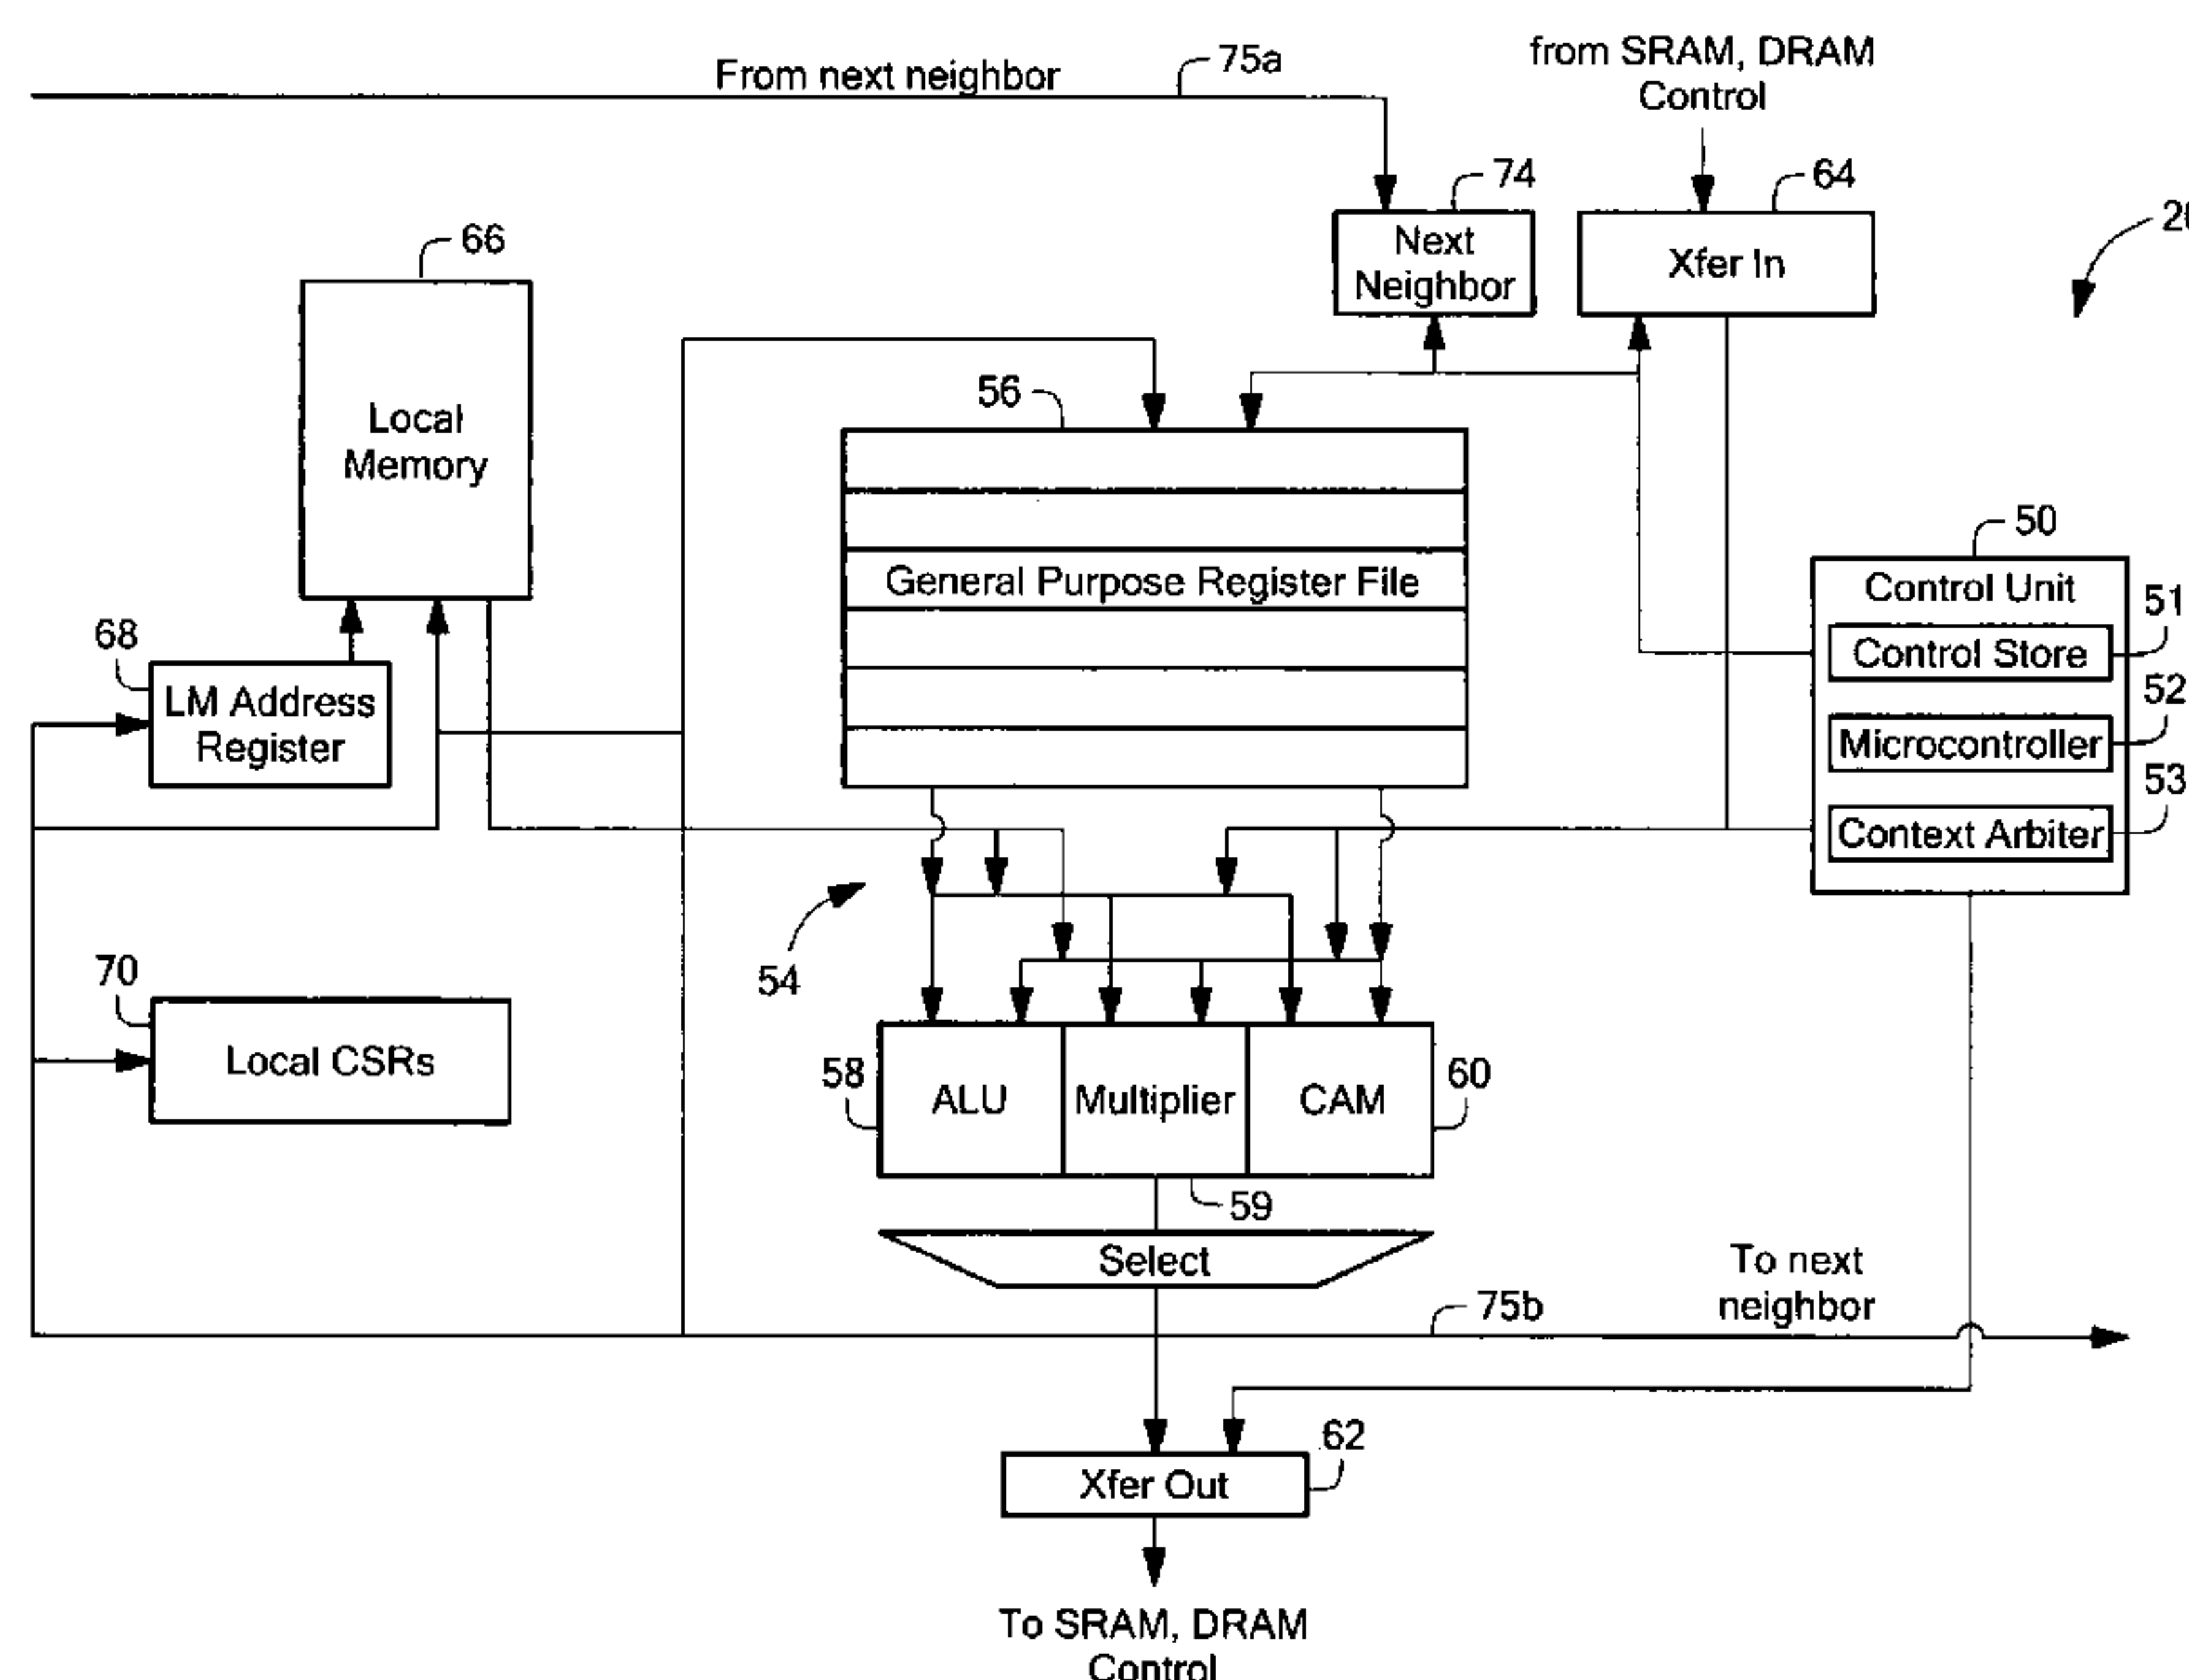 From next neighbor
75a
from SRAM, DRAM
Control
74
64
Next
Neighbor
Xfer In
66
Local
Memory
56
General Purpose Register File
50
Control Unit
51
Control Store
52
Microcontroller
53
Context Arbiter
68
LM Address
Register
54
70
Local CSRs
58
ALU
Multiplier
CAM
60
59
Select
To next
neighbor
75b
62
Xfer Out
To SRAM, DRAM
Control